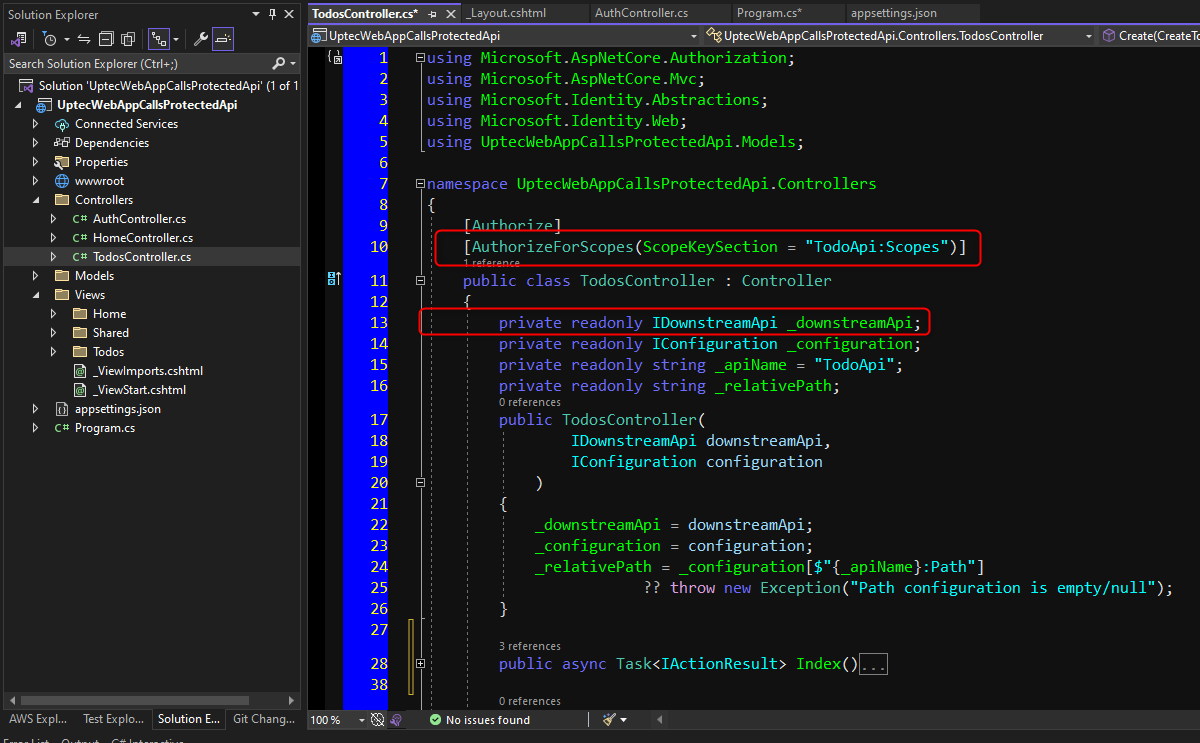 Solution Explorer
Search Solution Explorer (Ctrl+;)
Solution 'UptecWebAppCallsProtectedApi' (1 of 1
UptecWebAppCallsProtectedApi
Connected Services
Dependencies
Properties
wwwroot
Controllers
C# AuthController.cs
C# HomeController.cs
C# TodosController.cs
Models
Views
Home
Shared
Todos
_ViewImports.cshtml
_ViewStart.cshtml
appsettings.json
C# Program.cs
AWS Expl...
Test Explo...
Solution E...
Git Chang...
Error List
Output
C# Interactive
TodosController.cs*
_Layout.cshtml
AuthController.cs
Program.cs*
appsettings.json
UptecWebAppCallsProtectedApi
UptecWebAppCallsProtectedApi.Controllers.TodosController
Create(CreateTo
1 using Microsoft.AspNetCore.Authorization;
2 using Microsoft.AspNetCore.Mvc;
3 using Microsoft.Identity.Abstractions;
4 using Microsoft.Identity.Web;
5 using UptecWebAppCallsProtectedApi.Models;
6
7 namespace UptecWebAppCallsProtectedApi.Controllers
8 {
9 [Authorize]
10 [AuthorizeForScopes(ScopeKeySection = "TodoApi:Scopes")]
1 reference
11 public class TodosController : Controller
12 {
13 private readonly IDownstreamApi _downstreamApi;
14 private readonly IConfiguration _configuration;
15 private readonly string _apiName = "TodoApi";
16 private readonly string _relativePath;
0 references
17 public TodosController(
18 IDownstreamApi downstreamApi,
19 IConfiguration configuration
20 )
21 {
22 _downstreamApi = downstreamApi;
23 _configuration = configuration;
24 _relativePath = _configuration[$"{_apiName}:Path"]
25 ?? throw new Exception("Path configuration is empty/null");
26 }
27
3 references
28 public async Task<IActionResult> Index()...
38
0 references
100 %
No issues found